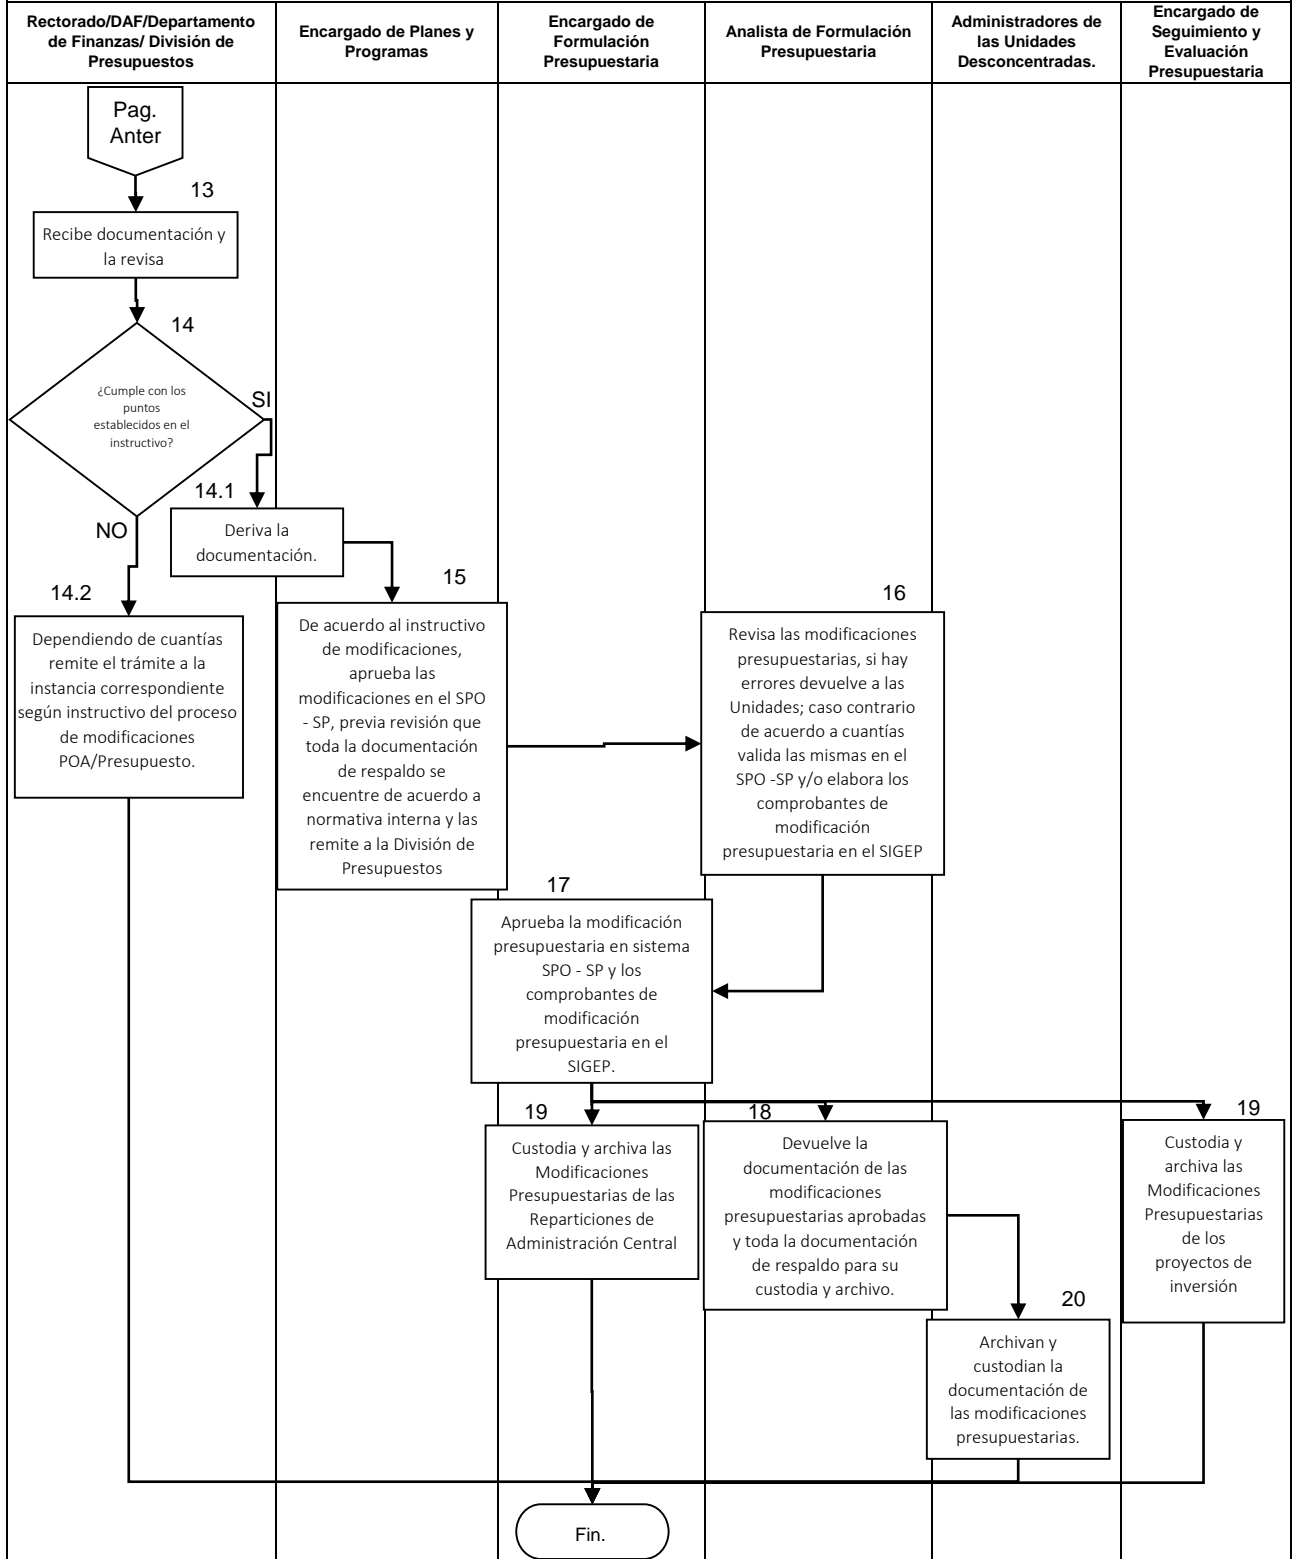 Rectorado/DAF/Departamento
de Finanzas/ División de
Presupuestos
Encargado de Planes y
Programas
Encargado de
Formulación
Presupuestaria
Analista de Formulación
Presupuestaria
Administradores de
las Unidades
Desconcentradas.
Encargado de
Seguimiento y
Evaluación
Presupuestaria
Pag.
Anter
13
Recibe documentación y
la revisa
14
¿Cumple con los
puntos
establecidos en el
instructivo?
SI
14.1
NO
Deriva la
documentación.
14.2
Dependiendo de cuantías
remite el trámite a la
instancia correspondiente
según instructivo del proceso
de modificaciones
POA/Presupuesto.
15
De acuerdo al instructivo
de modificaciones,
aprueba las
modificaciones en el SPO
- SP, previa revisión que
toda la documentación
de respaldo se
encuentre de acuerdo a
normativa interna y las
remite a la División de
Presupuestos
16
Revisa las modificaciones
presupuestarias, si hay
errores devuelve a las
Unidades; caso contrario
de acuerdo a cuantías
valida las mismas en el
SPO -SP y/o elabora los
comprobantes de
modificación
presupuestaria en el SIGEP
17
Aprueba la modificación
presupuestaria en sistema
SPO - SP y los
comprobantes de
modificación
presupuestaria en el
SIGEP.
19
Custodia y archiva las
Modificaciones
Presupuestarias de las
Reparticiones de
Administración Central
18
Devuelve la
documentación de las
modificaciones
presupuestarias aprobadas
y toda la documentación
de respaldo para su
custodia y archivo.
19
Custodia y
archiva las
Modificaciones
Presupuestarias
de los
proyectos de
inversión
20
Archivan y
custodian la
documentación de
las modificaciones
presupuestarias.
Fin.